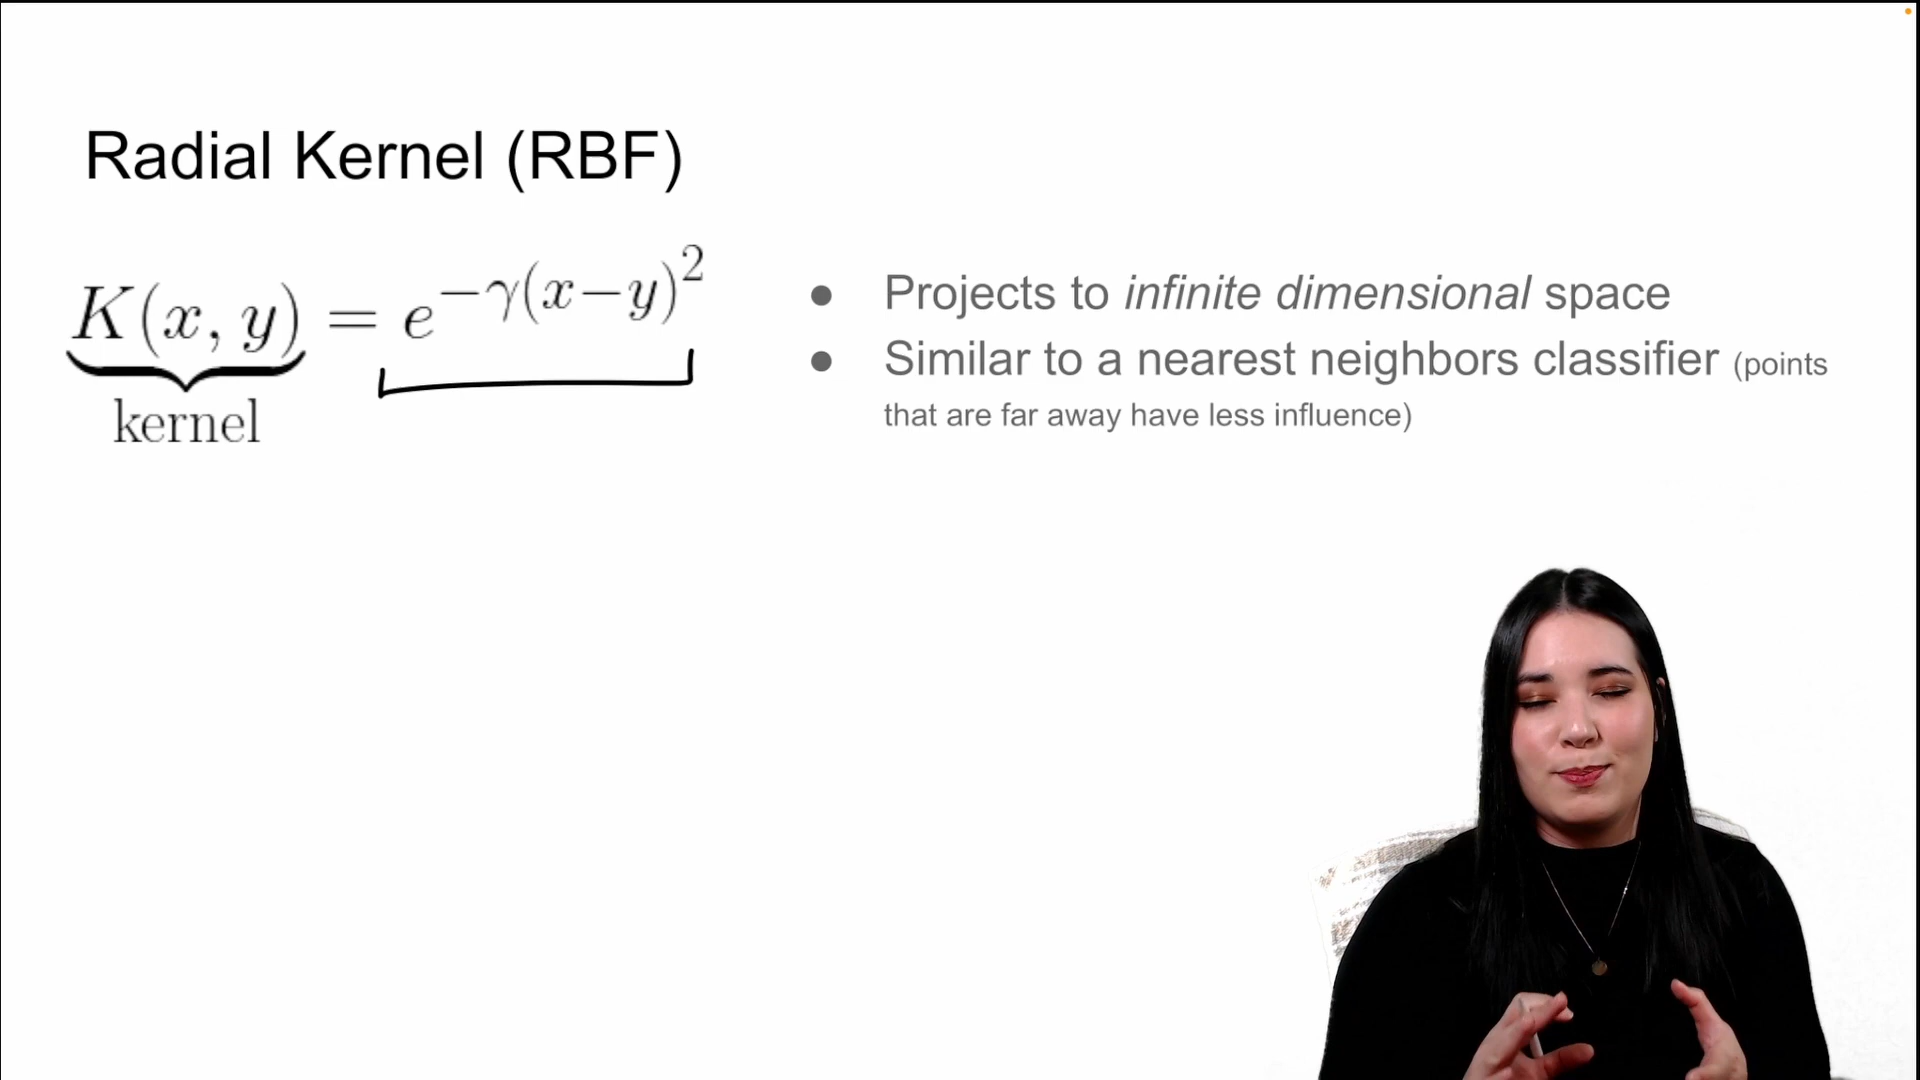 Radial Kernel (RBF)
K(x, y) = e^{-γ(x-y)^2}
kernel
● Projects to infinite dimensional space
● Similar to a nearest neighbors classifier (points
that are far away have less influence)